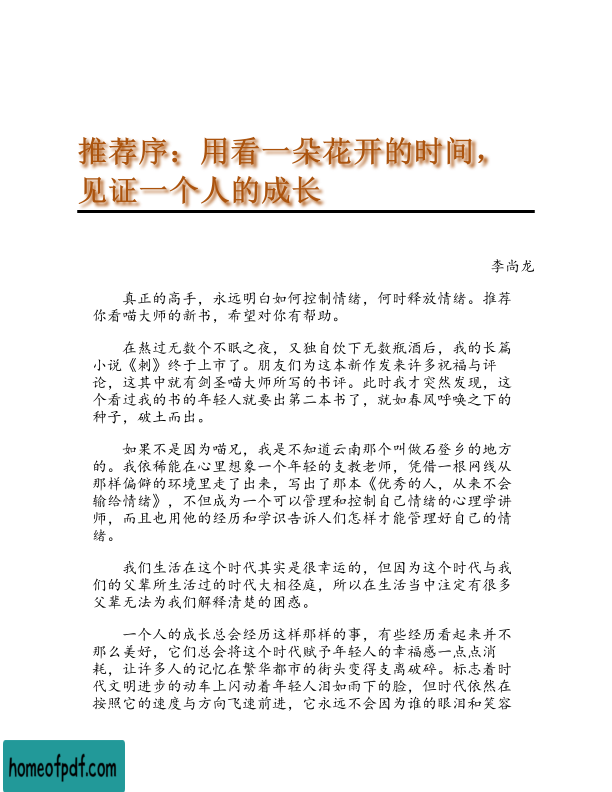 推荐序：用看一朵花开的时间，
见证一个人的成长
李尚龙
真正的高手，永远明白如何控制情绪，何时释放情绪。推荐
你看喵大师的新书，希望对你有帮助。
在熬过无数个不眠之夜，又独自饮下无数瓶酒后，我的长篇
小说《刺》终于上市了。朋友们为这本新作发来许多祝福与评
论，这其中就有剑圣喵大师所写的书评。此时我才突然发现，这
个看过我的书的年轻人就要出第二本书了，就如春风呼唤之下的
种子，破土而出。
如果不是因为喵兄，我是不知道云南那个叫做石登乡的地方
的。我依稀能在心里想象一个年轻的支教老师，凭借一根网线从
那样偏僻的环境里走了出来，写出了那本《优秀的人，从来不会
输给情绪》，不但成为一个可以管理和控制自己情绪的心理学讲
师，而且也用他的经历和学识告诉人们怎样才能管理好自己的情
绪。
我们生活在这个时代其实是很幸运的，但因为这个时代与我
们的父辈所生活过的时代大相径庭，所以在生活当中注定有很多
父辈无法为我们解释清楚的困惑。
一个人的成长总会经历这样那样的事，有些经历看起来并不
那么美好，它们总会将这个时代赋予年轻人的幸福感一点点消
耗，让许多人的记忆在繁华都市的街头变得支离破碎。标志着时
代文明进步的动车上闪动着年轻人泪如雨下的脸，但时代依然在
按照它的速度与方向飞速前进，它永远不会因为谁的眼泪和笑容
homeofpdf.com